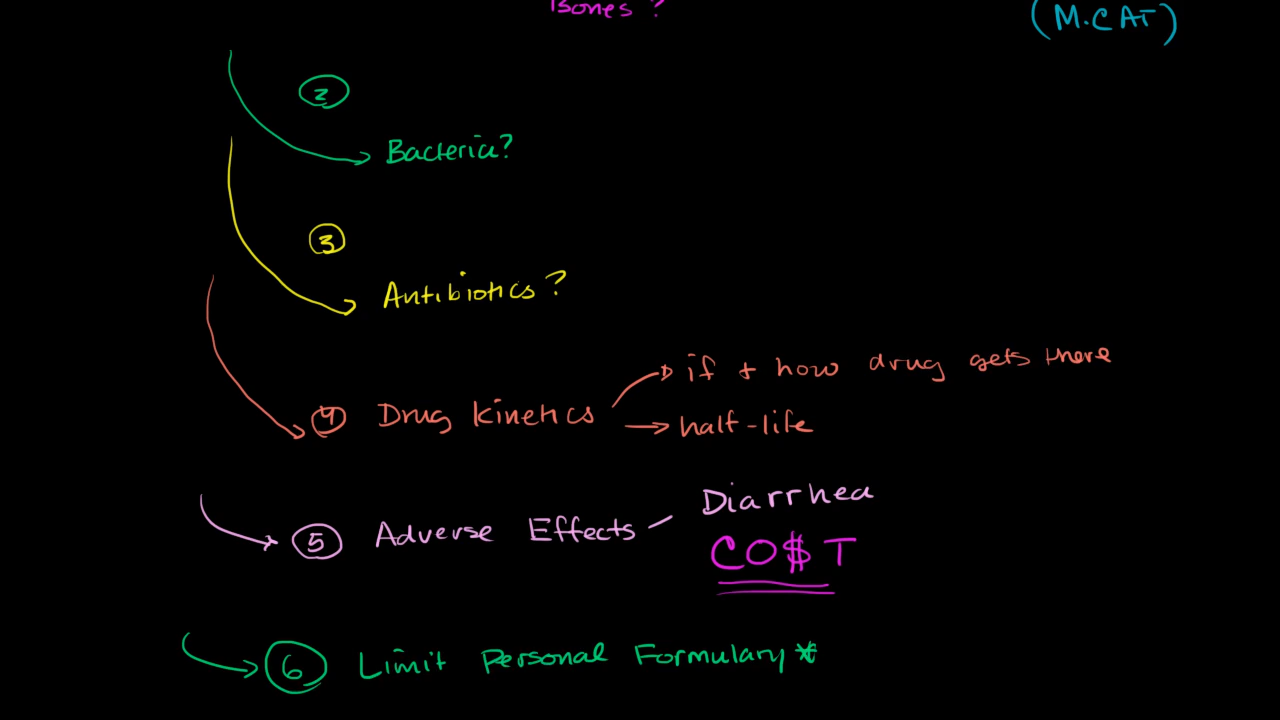 Bones?
(M.CAT)
2
Bacteria?
3
Antibiotics?
if + how drug gets there
4 Drug Kinetics
half-life
Diarrhea
5 Adverse Effects
CO$T
6 Limit Personal Formulary*